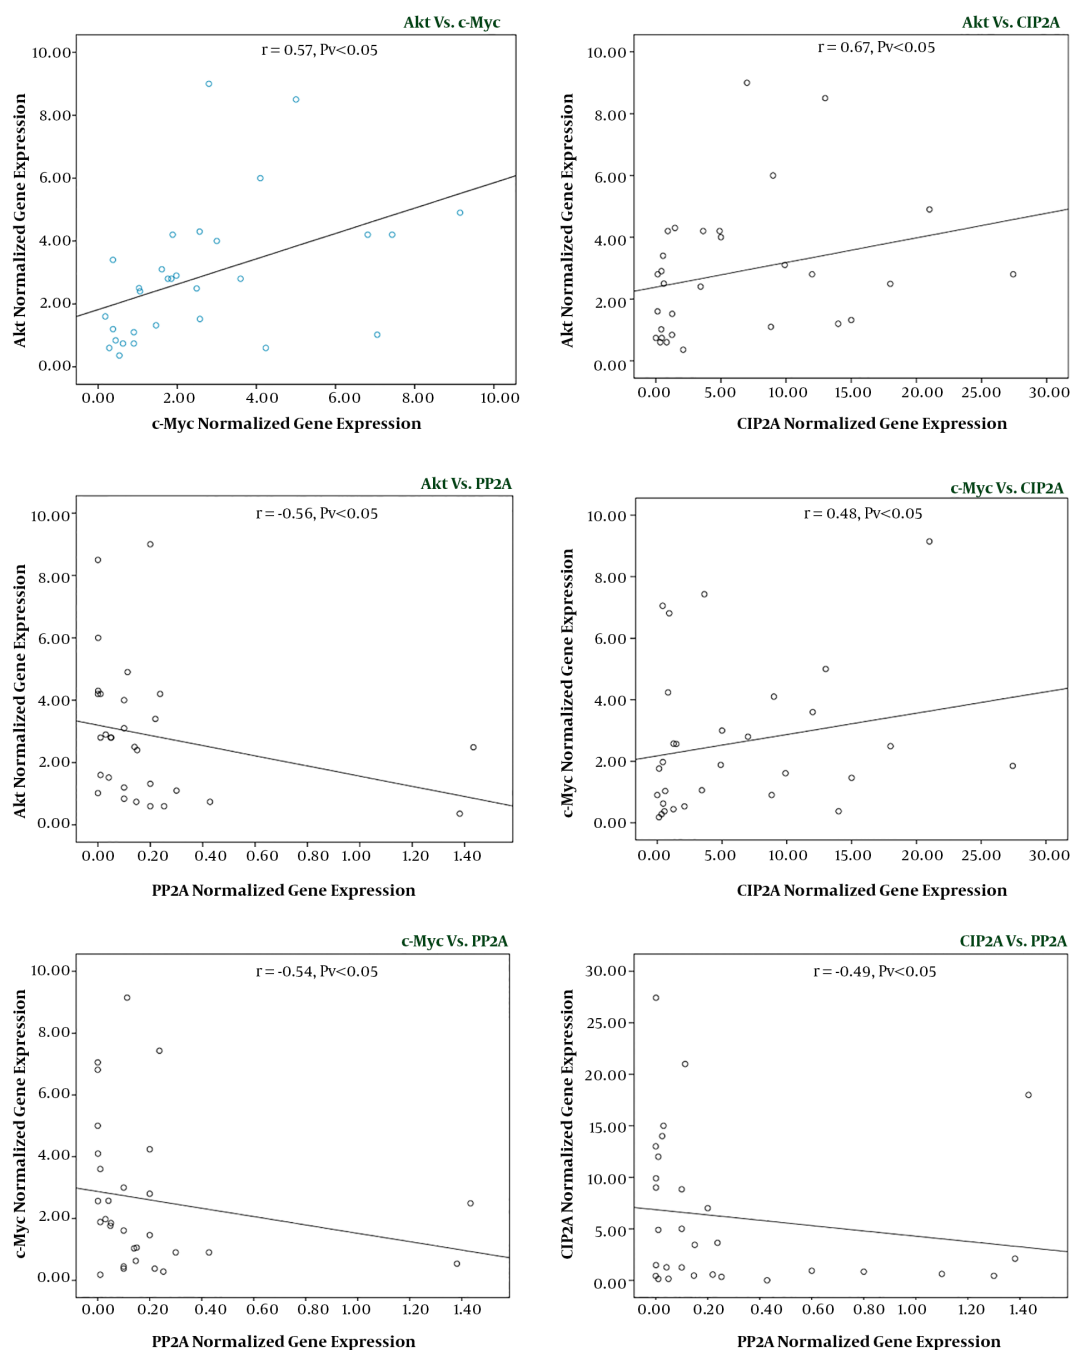 Akt Vs. c-Myc
r = 0.57, Pv<0.05
Akt Normalized Gene Expression
10.00
8.00
6.00
4.00
2.00
0.00
0.00 2.00 4.00 6.00 8.00 10.00
c-Myc Normalized Gene Expression
Akt Vs. CIP2A
r = 0.67, Pv<0.05
Akt Normalized Gene Expression
10.00
8.00
6.00
4.00
2.00
0.00
0.00 5.00 10.00 15.00 20.00 25.00 30.00
CIP2A Normalized Gene Expression
Akt Vs. PP2A
r = -0.56, Pv<0.05
Akt Normalized Gene Expression
10.00
8.00
6.00
4.00
2.00
0.00
0.00 0.20 0.40 0.60 0.80 1.00 1.20 1.40
PP2A Normalized Gene Expression
c-Myc Vs. CIP2A
r = 0.48, Pv<0.05
c-Myc Normalized Gene Expression
10.00
8.00
6.00
4.00
2.00
0.00
0.00 5.00 10.00 15.00 20.00 25.00 30.00
CIP2A Normalized Gene Expression
c-Myc Vs. PP2A
r = -0.54, Pv<0.05
c-Myc Normalized Gene Expression
10.00
8.00
6.00
4.00
2.00
0.00
0.00 0.20 0.40 0.60 0.80 1.00 1.20 1.40
PP2A Normalized Gene Expression
CIP2A Vs. PP2A
r = -0.49, Pv<0.05
CIP2A Normalized Gene Expression
30.00
25.00
20.00
15.00
10.00
5.00
0.00
0.00 0.20 0.40 0.60 0.80 1.00 1.20 1.40
PP2A Normalized Gene Expression